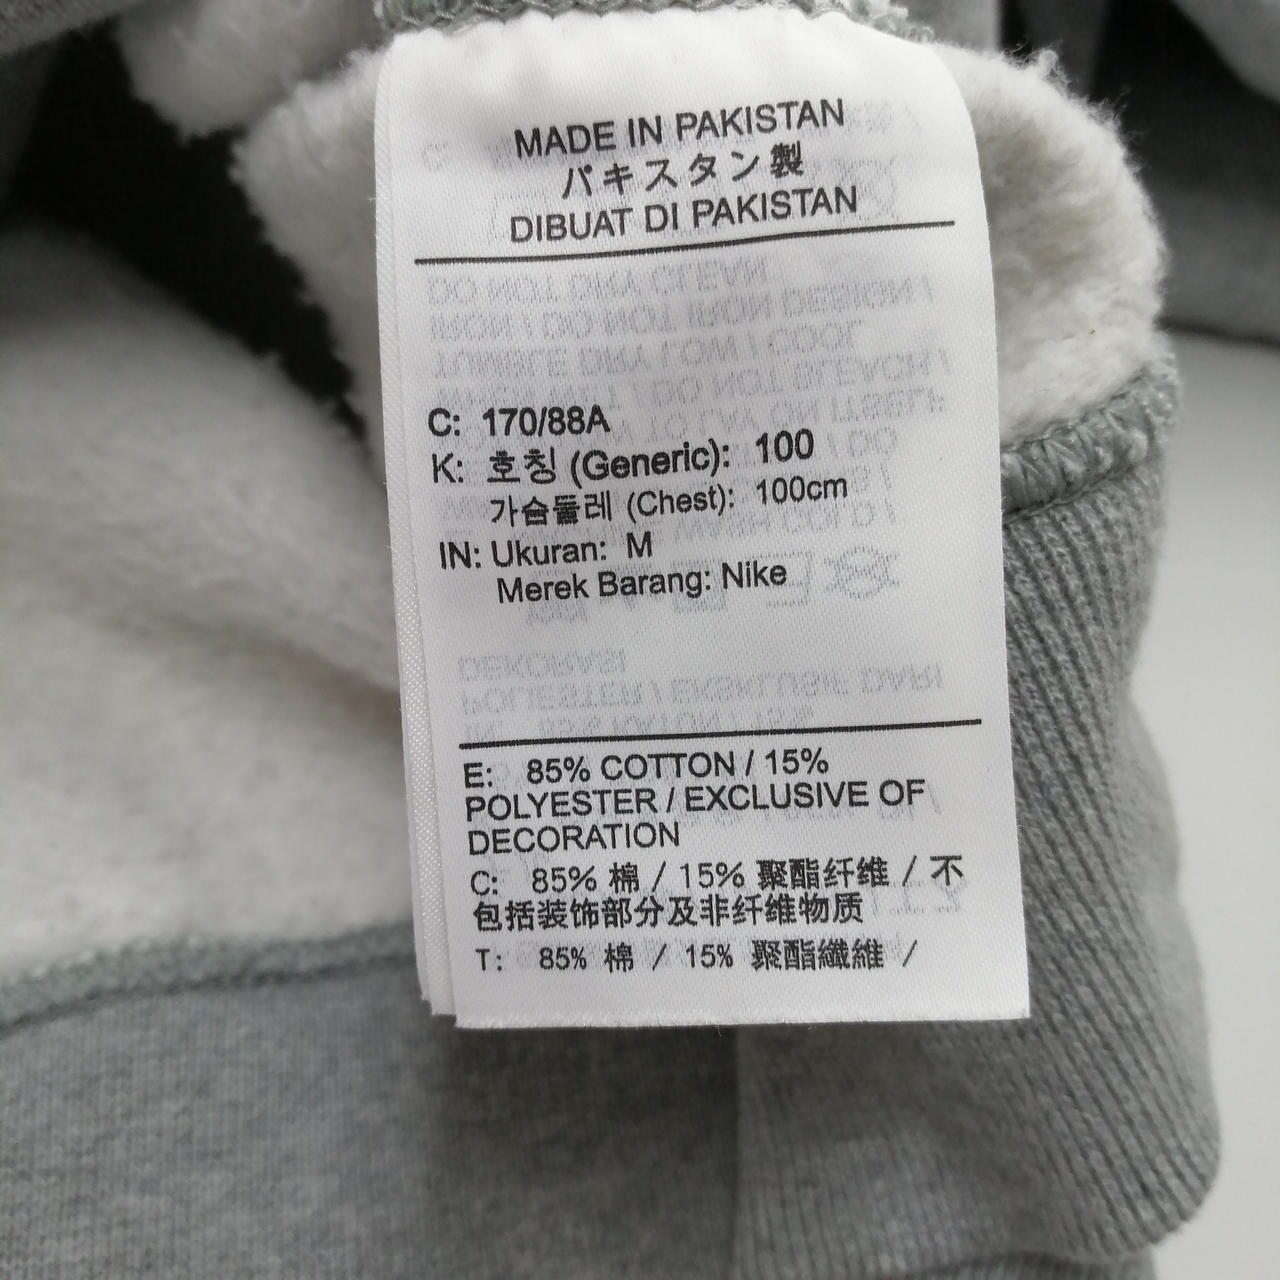 MADE IN PAKISTAN
パキスタン製
DIBUAT DI PAKISTAN
C: 170/88A
K: 호칭 (Generic): 100
가슴둘레 (Chest): 100cm
IN: Ukuran: M
Merek Barang: Nike
E: 85% COTTON / 15%
POLYESTER / EXCLUSIVE OF
DECORATION
C: 85% 棉 / 15% 聚酯纤维 / 不
包括装饰部分及非纤维物质
T: 85% 棉 / 15% 聚酯纖維 /